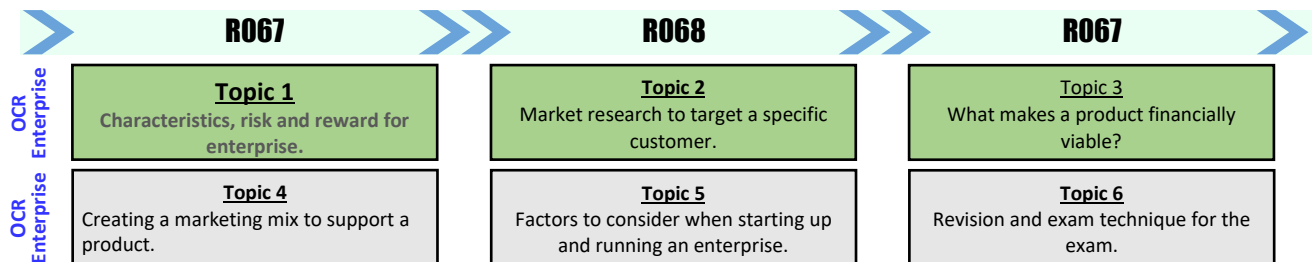 R067
R068
R067
OCR
Enterprise
Topic 1
Characteristics, risk and reward for
enterprise.
Topic 2
Market research to target a specific
customer.
Topic 3
What makes a product financially
viable?
OCR
Enterprise
Topic 4
Creating a marketing mix to support a
product.
Topic 5
Factors to consider when starting up
and running an enterprise.
Topic 6
Revision and exam technique for the
exam.